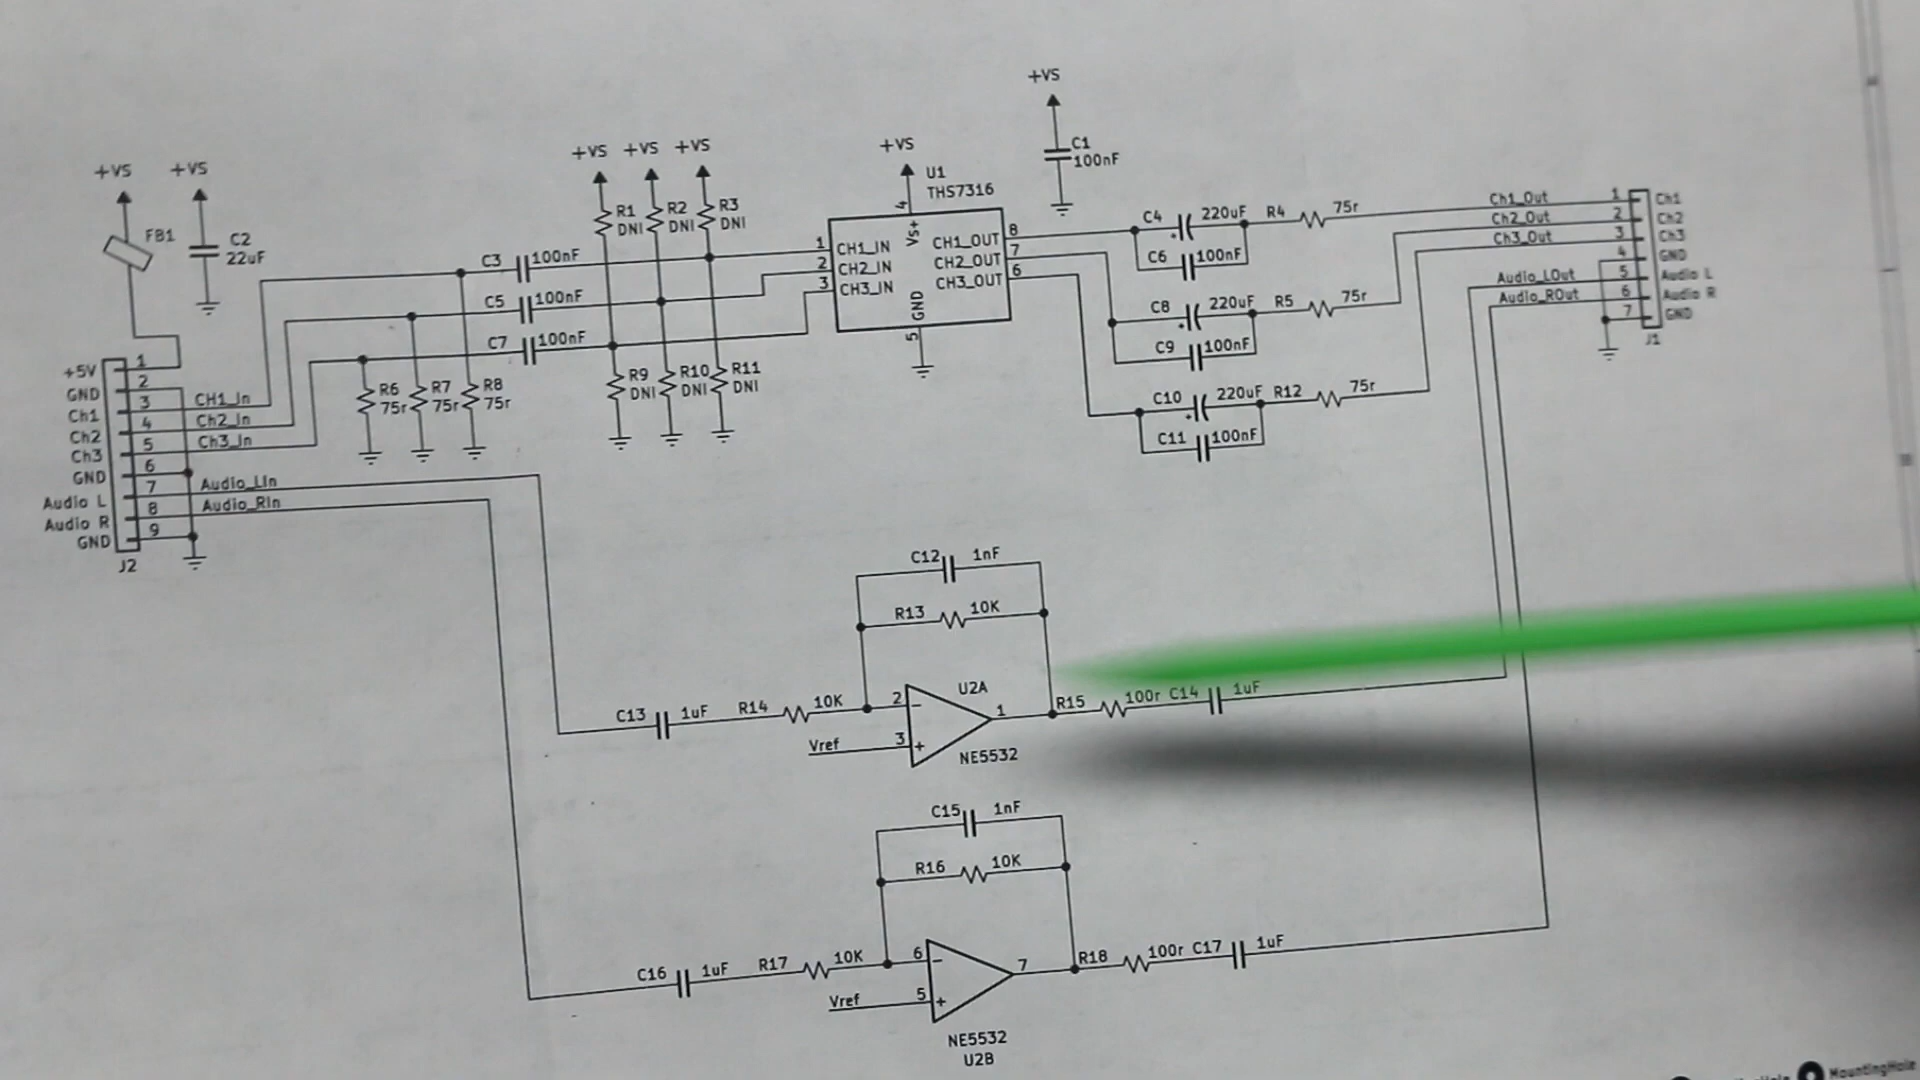 +VS
+VS
FB1
C2
22uF
+VS +VS +VS
R1
DNI
R2
DNI
R3
DNI
+VS
U1
THS7316
4
VS+
1 CH1_IN
2 CH2_IN
3 CH3_IN
CH1_OUT 8
CH2_OUT 7
CH3_OUT 6
GND
5
+VS
C1
100nF
C3 100nF
C5 100nF
C7 100nF
R6
75r
R7
75r
R8
75r
R9
DNI
R10
DNI
R11
DNI
C4 220uF R4 75r
C6 100nF
C8 220uF R5 75r
C9 100nF
C10 220uF R12 75r
C11 100nF
Ch1_Out 1 Ch1
Ch2_Out 2 Ch2
Ch3_Out 3 Ch3
4 GND
Audio_LOut 5 Audio L
Audio_ROut 6 Audio R
7 GND
J1
+5V 1
GND 2
Ch1 3 CH1_In
Ch2 4 Ch2_In
Ch3 5 Ch3_In
GND 6
Audio L 7 Audio_LIn
Audio R 8 Audio_RIn
GND 9
J2
C12 1nF
R13 10K
C13 1uF R14 10K
2
-
U2A
1
R15 100r C14 1uF
Vref 3
+
NE5532
C15 1nF
R16 10K
C16 1uF R17 10K
6
-
7
R18 100r C17 1uF
Vref 5
+
NE5532
U2B
MountingHole